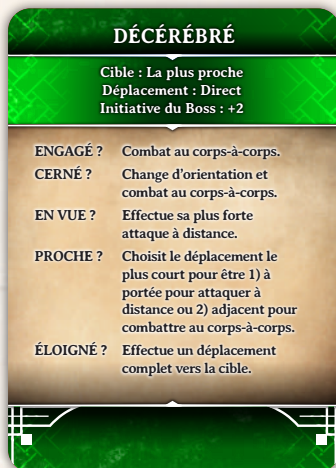 DÉCÉRÉBRÉ
Cible : La plus proche
Déplacement : Direct
Initiative du Boss : +2
ENGAGÉ ? Combat au corps-à-corps.
CERNÉ ? Change d'orientation et
combat au corps-à-corps.
EN VUE ? Effectue sa plus forte
attaque à distance.
PROCHE ? Choisit le déplacement le
plus court pour être 1) à
portée pour attaquer à
distance ou 2) adjacent pour
combattre au corps-à-corps.
ÉLOIGNÉ ? Effectue un déplacement
complet vers la cible.